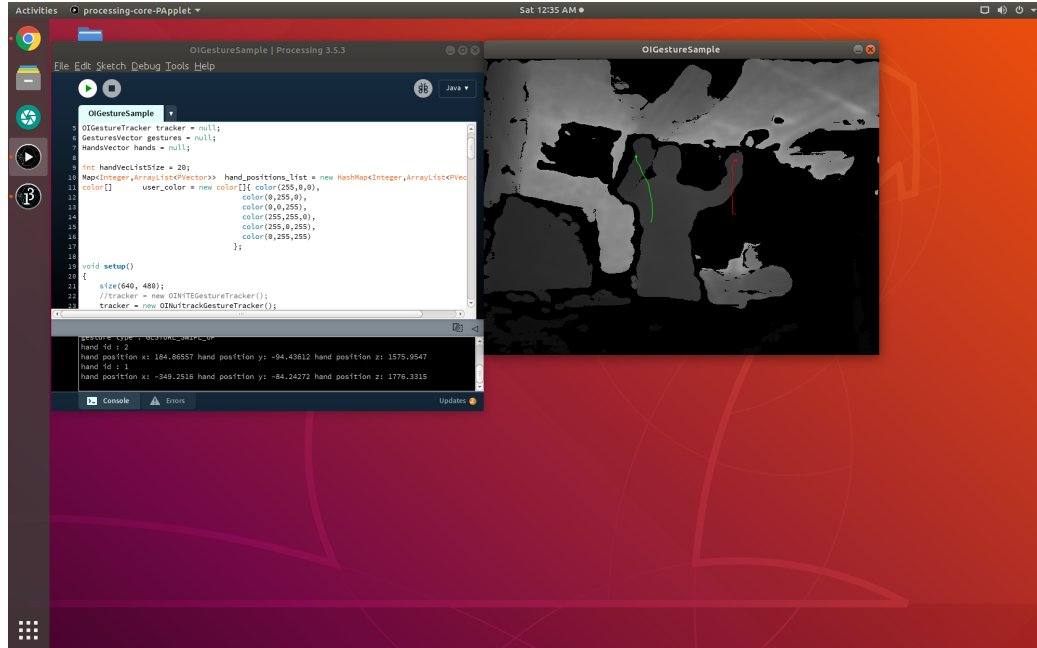 Activities processing-core-PApplet ▾ Sat 12:35 AM
OIGestureSample | Processing 3.5.3
File Edit Sketch Debug Tools Help
Java ▾
OIGestureSample ▾
5 OIGestureTracker tracker = null;
6 GesturesVector gestures = null;
7 HandsVector hands = null;
8
9 int handVecListSize = 20;
10 Map<Integer,ArrayList<PVector>> hand_positions_list = new HashMap<Integer,ArrayList<PVec
11 color[] user_color = new color[]{ color(255,0,0),
12 color(0,255,0),
13 color(0,0,255),
14 color(255,255,0),
15 color(255,0,255),
16 color(0,255,255)
17 };
18
19 void setup()
20 {
21 size(640, 480);
22 //tracker = new OINiTEGestureTracker();
23 tracker = new OINuitrackGestureTracker();
gesture type : GESTURE_SWIPE_UP
hand id : 2
hand position x: 184.86557 hand position y: -94.43612 hand position z: 1575.9547
hand id : 1
hand position x: -349.2516 hand position y: -84.24272 hand position z: 1776.3315
Console Errors Updates 2
OIGestureSample